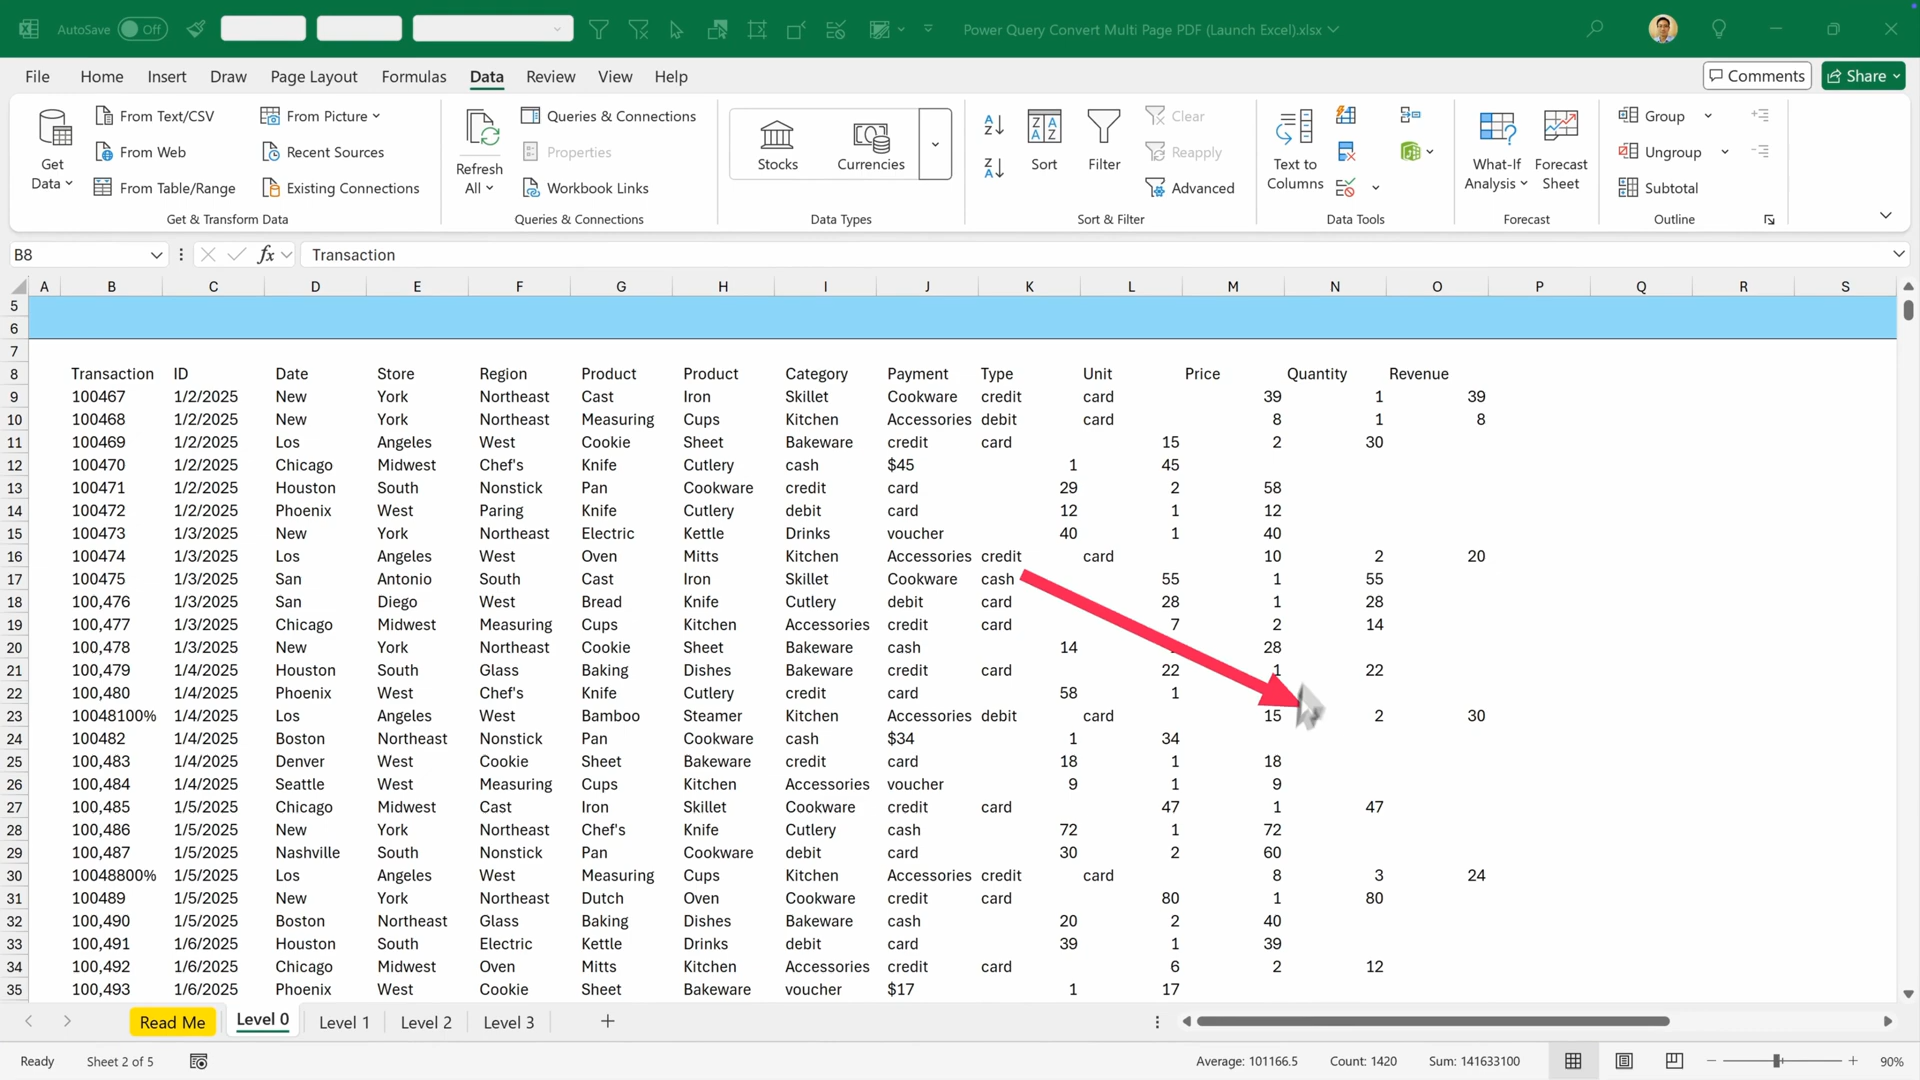 AutoSave Off Power Query Convert Multi Page PDF (Launch Excel).xlsx
File Home Insert Draw Page Layout Formulas Data Review View Help Comments Share
Get Data
From Text/CSV
From Web
From Table/Range
From Picture
Recent Sources
Existing Connections
Get & Transform Data
Refresh All
Queries & Connections
Properties
Workbook Links
Queries & Connections
Stocks
Currencies
Data Types
Sort
Filter
Clear
Reapply
Advanced
Sort & Filter
Text to Columns
Data Tools
What-If Analysis
Forecast Sheet
Forecast
Group
Ungroup
Subtotal
Outline
B8 fx Transaction
A B C D E F G H I J K L M N O P Q R S
5
6
7
8 Transaction ID Date Store Region Product Product Category Payment Type Unit Price Quantity Revenue
9 100467 1/2/2025 New York Northeast Cast Iron Skillet Cookware credit card 39 1 39
10 100468 1/2/2025 New York Northeast Measuring Cups Kitchen Accessories debit card 8 1 8
11 100469 1/2/2025 Los Angeles West Cookie Sheet Bakeware credit card 15 2 30
12 100470 1/2/2025 Chicago Midwest Chef's Knife Cutlery cash $45 1 45
13 100471 1/2/2025 Houston South Nonstick Pan Cookware credit card 29 2 58
14 100472 1/2/2025 Phoenix West Paring Knife Cutlery debit card 12 1 12
15 100473 1/3/2025 New York Northeast Electric Kettle Drinks voucher 40 1 40
16 100474 1/3/2025 Los Angeles West Oven Mitts Kitchen Accessories credit card 10 2 20
17 100475 1/3/2025 San Antonio South Cast Iron Skillet Cookware cash 55 1 55
18 100,476 1/3/2025 San Diego West Bread Knife Cutlery debit card 28 1 28
19 100,477 1/3/2025 Chicago Midwest Measuring Cups Kitchen Accessories credit card 7 2 14
20 100,478 1/3/2025 New York Northeast Cookie Sheet Bakeware cash 14 28
21 100,479 1/4/2025 Houston South Glass Baking Dishes Bakeware credit card 22 1 22
22 100,480 1/4/2025 Phoenix West Chef's Knife Cutlery credit card 58 1
23 10048100% 1/4/2025 Los Angeles West Bamboo Steamer Kitchen Accessories debit card 15 2 30
24 100482 1/4/2025 Boston Northeast Nonstick Pan Cookware cash $34 1 34
25 100,483 1/4/2025 Denver West Cookie Sheet Bakeware credit card 18 1 18
26 100,484 1/4/2025 Seattle West Measuring Cups Kitchen Accessories voucher 9 1 9
27 100,485 1/5/2025 Chicago Midwest Cast Iron Skillet Cookware credit card 47 1 47
28 100,486 1/5/2025 New York Northeast Chef's Knife Cutlery cash 72 1 72
29 100,487 1/5/2025 Nashville South Nonstick Pan Cookware debit card 30 2 60
30 10048800% 1/5/2025 Los Angeles West Measuring Cups Kitchen Accessories credit card 8 3 24
31 100489 1/5/2025 New York Northeast Dutch Oven Cookware credit card 80 1 80
32 100,490 1/5/2025 Boston Northeast Glass Baking Dishes Bakeware cash 20 2 40
33 100,491 1/6/2025 Houston South Electric Kettle Drinks debit card 39 1 39
34 100,492 1/6/2025 Chicago Midwest Oven Mitts Kitchen Accessories credit card 6 2 12
35 100,493 1/6/2025 Phoenix West Cookie Sheet Bakeware voucher $17 1 17
Read Me Level 0 Level 1 Level 2 Level 3
Ready Sheet 2 of 5 Average: 101166.5 Count: 1420 Sum: 141633100 90%